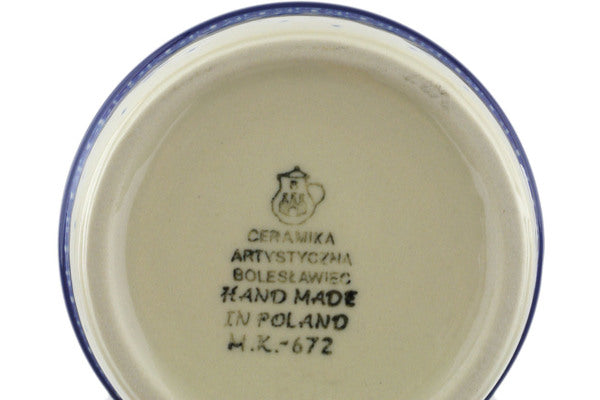 CERAMIKA
ARTYSTYCZNA
BOLESŁAWIEC
HAND MADE
IN POLAND
M.K.-672